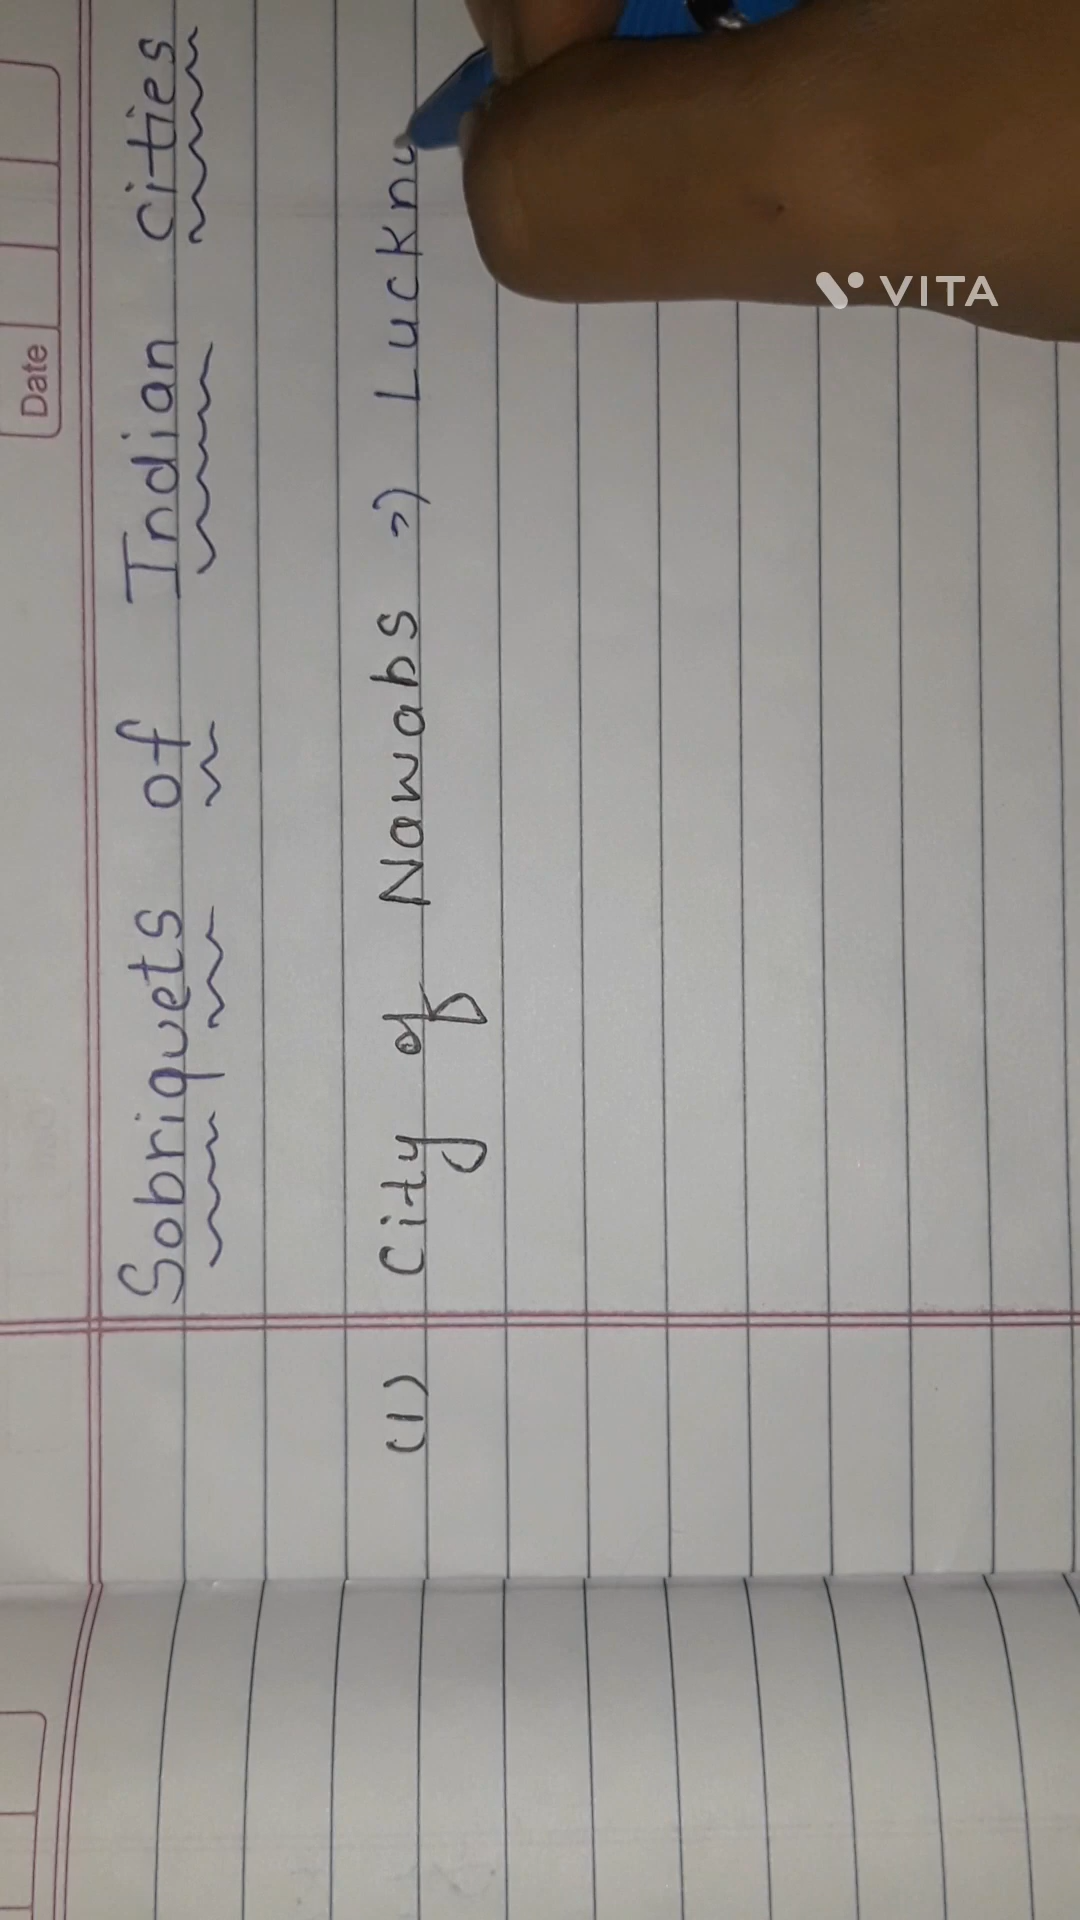 Date
Sobriquets of Indian cities
(1) City of Nawabs => Luckn
VITA